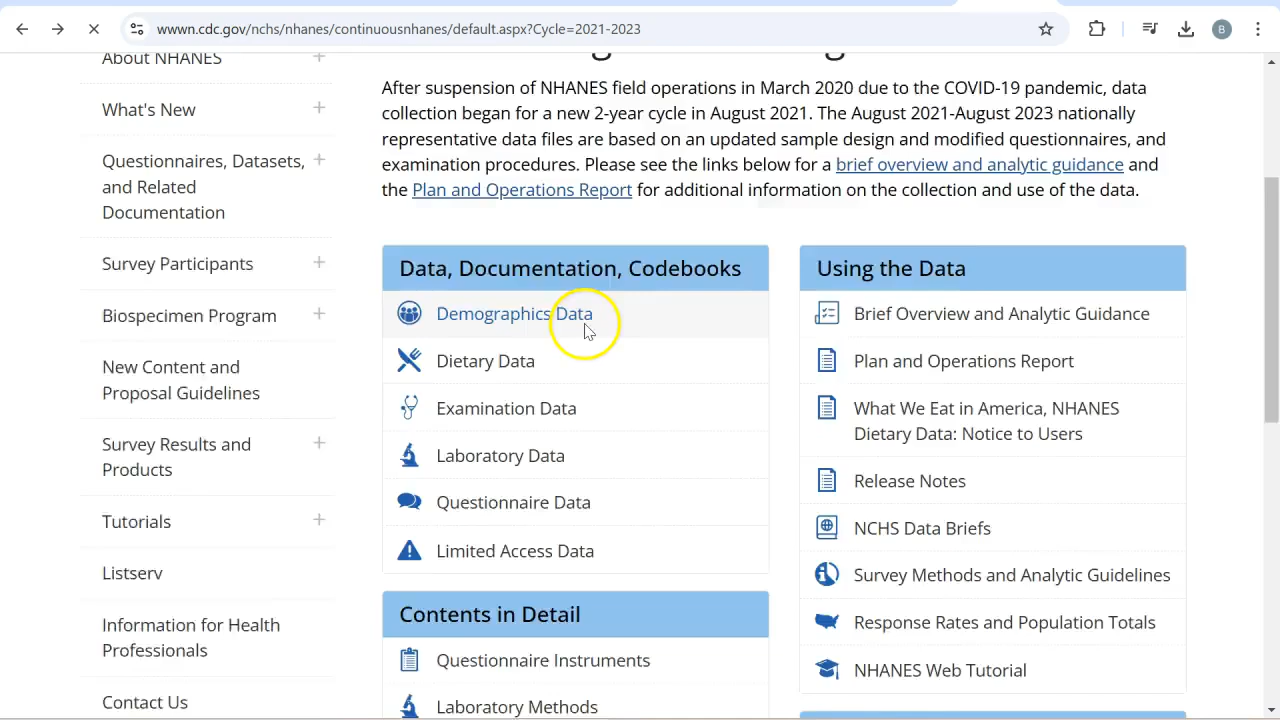 wwwn.cdc.gov/nchs/nhanes/continuousnhanes/default.aspx?Cycle=2021-2023
B
About NHANES
What's New
Questionnaires, Datasets,
and Related
Documentation
Survey Participants
Biospecimen Program
New Content and
Proposal Guidelines
Survey Results and
Products
Tutorials
Listserv
Information for Health
Professionals
Contact Us
After suspension of NHANES field operations in March 2020 due to the COVID-19 pandemic, data
collection began for a new 2-year cycle in August 2021. The August 2021-August 2023 nationally
representative data files are based on an updated sample design and modified questionnaires, and
examination procedures. Please see the links below for a brief overview and analytic guidance and
the Plan and Operations Report for additional information on the collection and use of the data.
Data, Documentation, Codebooks
Demographics Data
Dietary Data
Examination Data
Laboratory Data
Questionnaire Data
Limited Access Data
Contents in Detail
Questionnaire Instruments
Laboratory Methods
Using the Data
Brief Overview and Analytic Guidance
Plan and Operations Report
What We Eat in America, NHANES
Dietary Data: Notice to Users
Release Notes
NCHS Data Briefs
Survey Methods and Analytic Guidelines
Response Rates and Population Totals
NHANES Web Tutorial